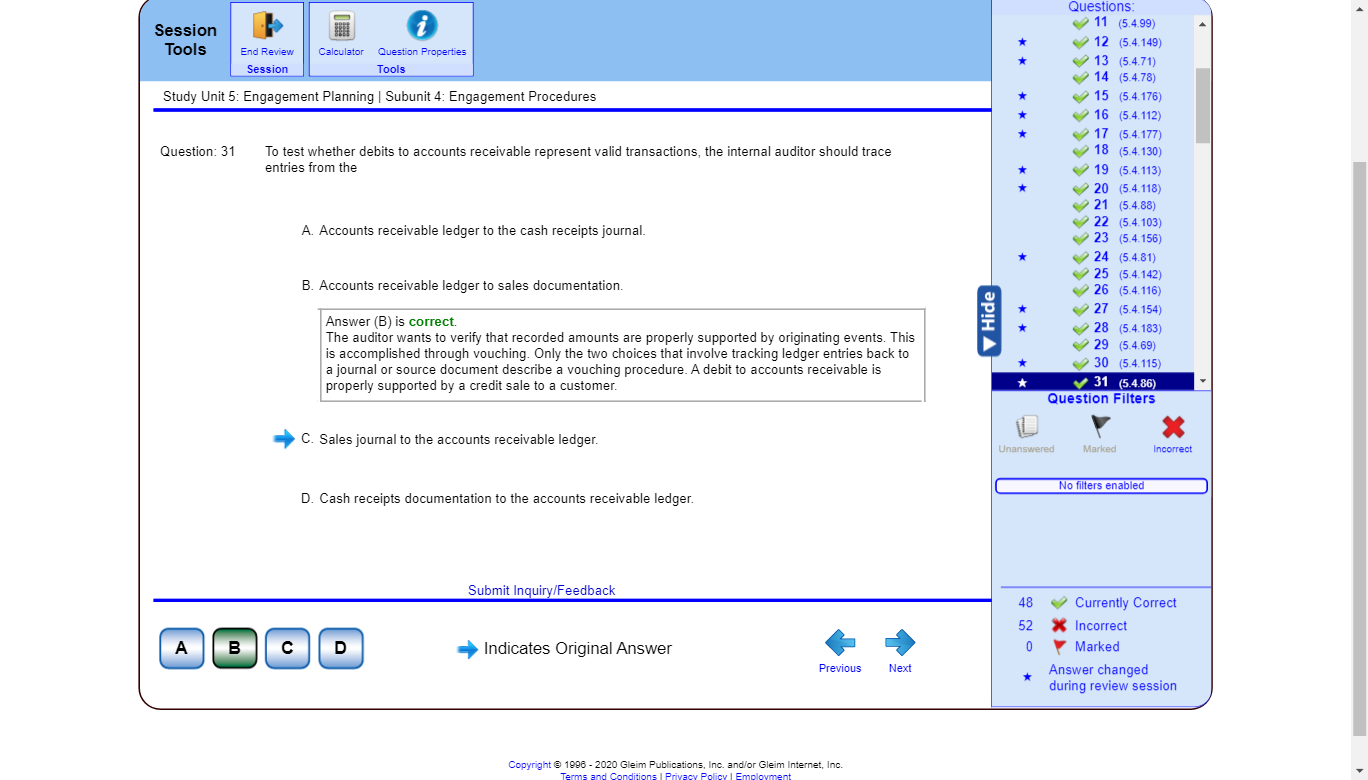 Session
Tools
End Review
Session
Calculator
Question Properties
Tools
Study Unit 5: Engagement Planning | Subunit 4: Engagement Procedures
Question: 31
To test whether debits to accounts receivable represent valid transactions, the internal auditor should trace
entries from the
A. Accounts receivable ledger to the cash receipts journal.
B. Accounts receivable ledger to sales documentation.
Answer (B) is correct.
The auditor wants to verify that recorded amounts are properly supported by originating events. This
is accomplished through vouching. Only the two choices that involve tracking ledger entries back to
a journal or source document describe a vouching procedure. A debit to accounts receivable is
properly supported by a credit sale to a customer.
C. Sales journal to the accounts receivable ledger.
D. Cash receipts documentation to the accounts receivable ledger.
Submit Inquiry/Feedback
A
B
C
D
Indicates Original Answer
Previous
Next
Hide
Questions:
11 (5.4.99)
12 (5.4.149)
13 (5.4.71)
14 (5.4.78)
15 (5.4.176)
16 (5.4.112)
17 (5.4.177)
18 (5.4.130)
19 (5.4.113)
20 (5.4.118)
21 (5.4.88)
22 (5.4.103)
23 (5.4.156)
24 (5.4.81)
25 (5.4.142)
26 (5.4.116)
27 (5.4.154)
28 (5.4.183)
29 (5.4.69)
30 (5.4.115)
31 (5.4.86)
Question Filters
Unanswered
Marked
Incorrect
No filters enabled
48 Currently Correct
52 Incorrect
0 Marked
Answer changed
during review session
Copyright © 1996 - 2020 Gleim Publications, Inc. and/or Gleim Internet, Inc.
Terms and Conditions | Privacy Policy | Employment